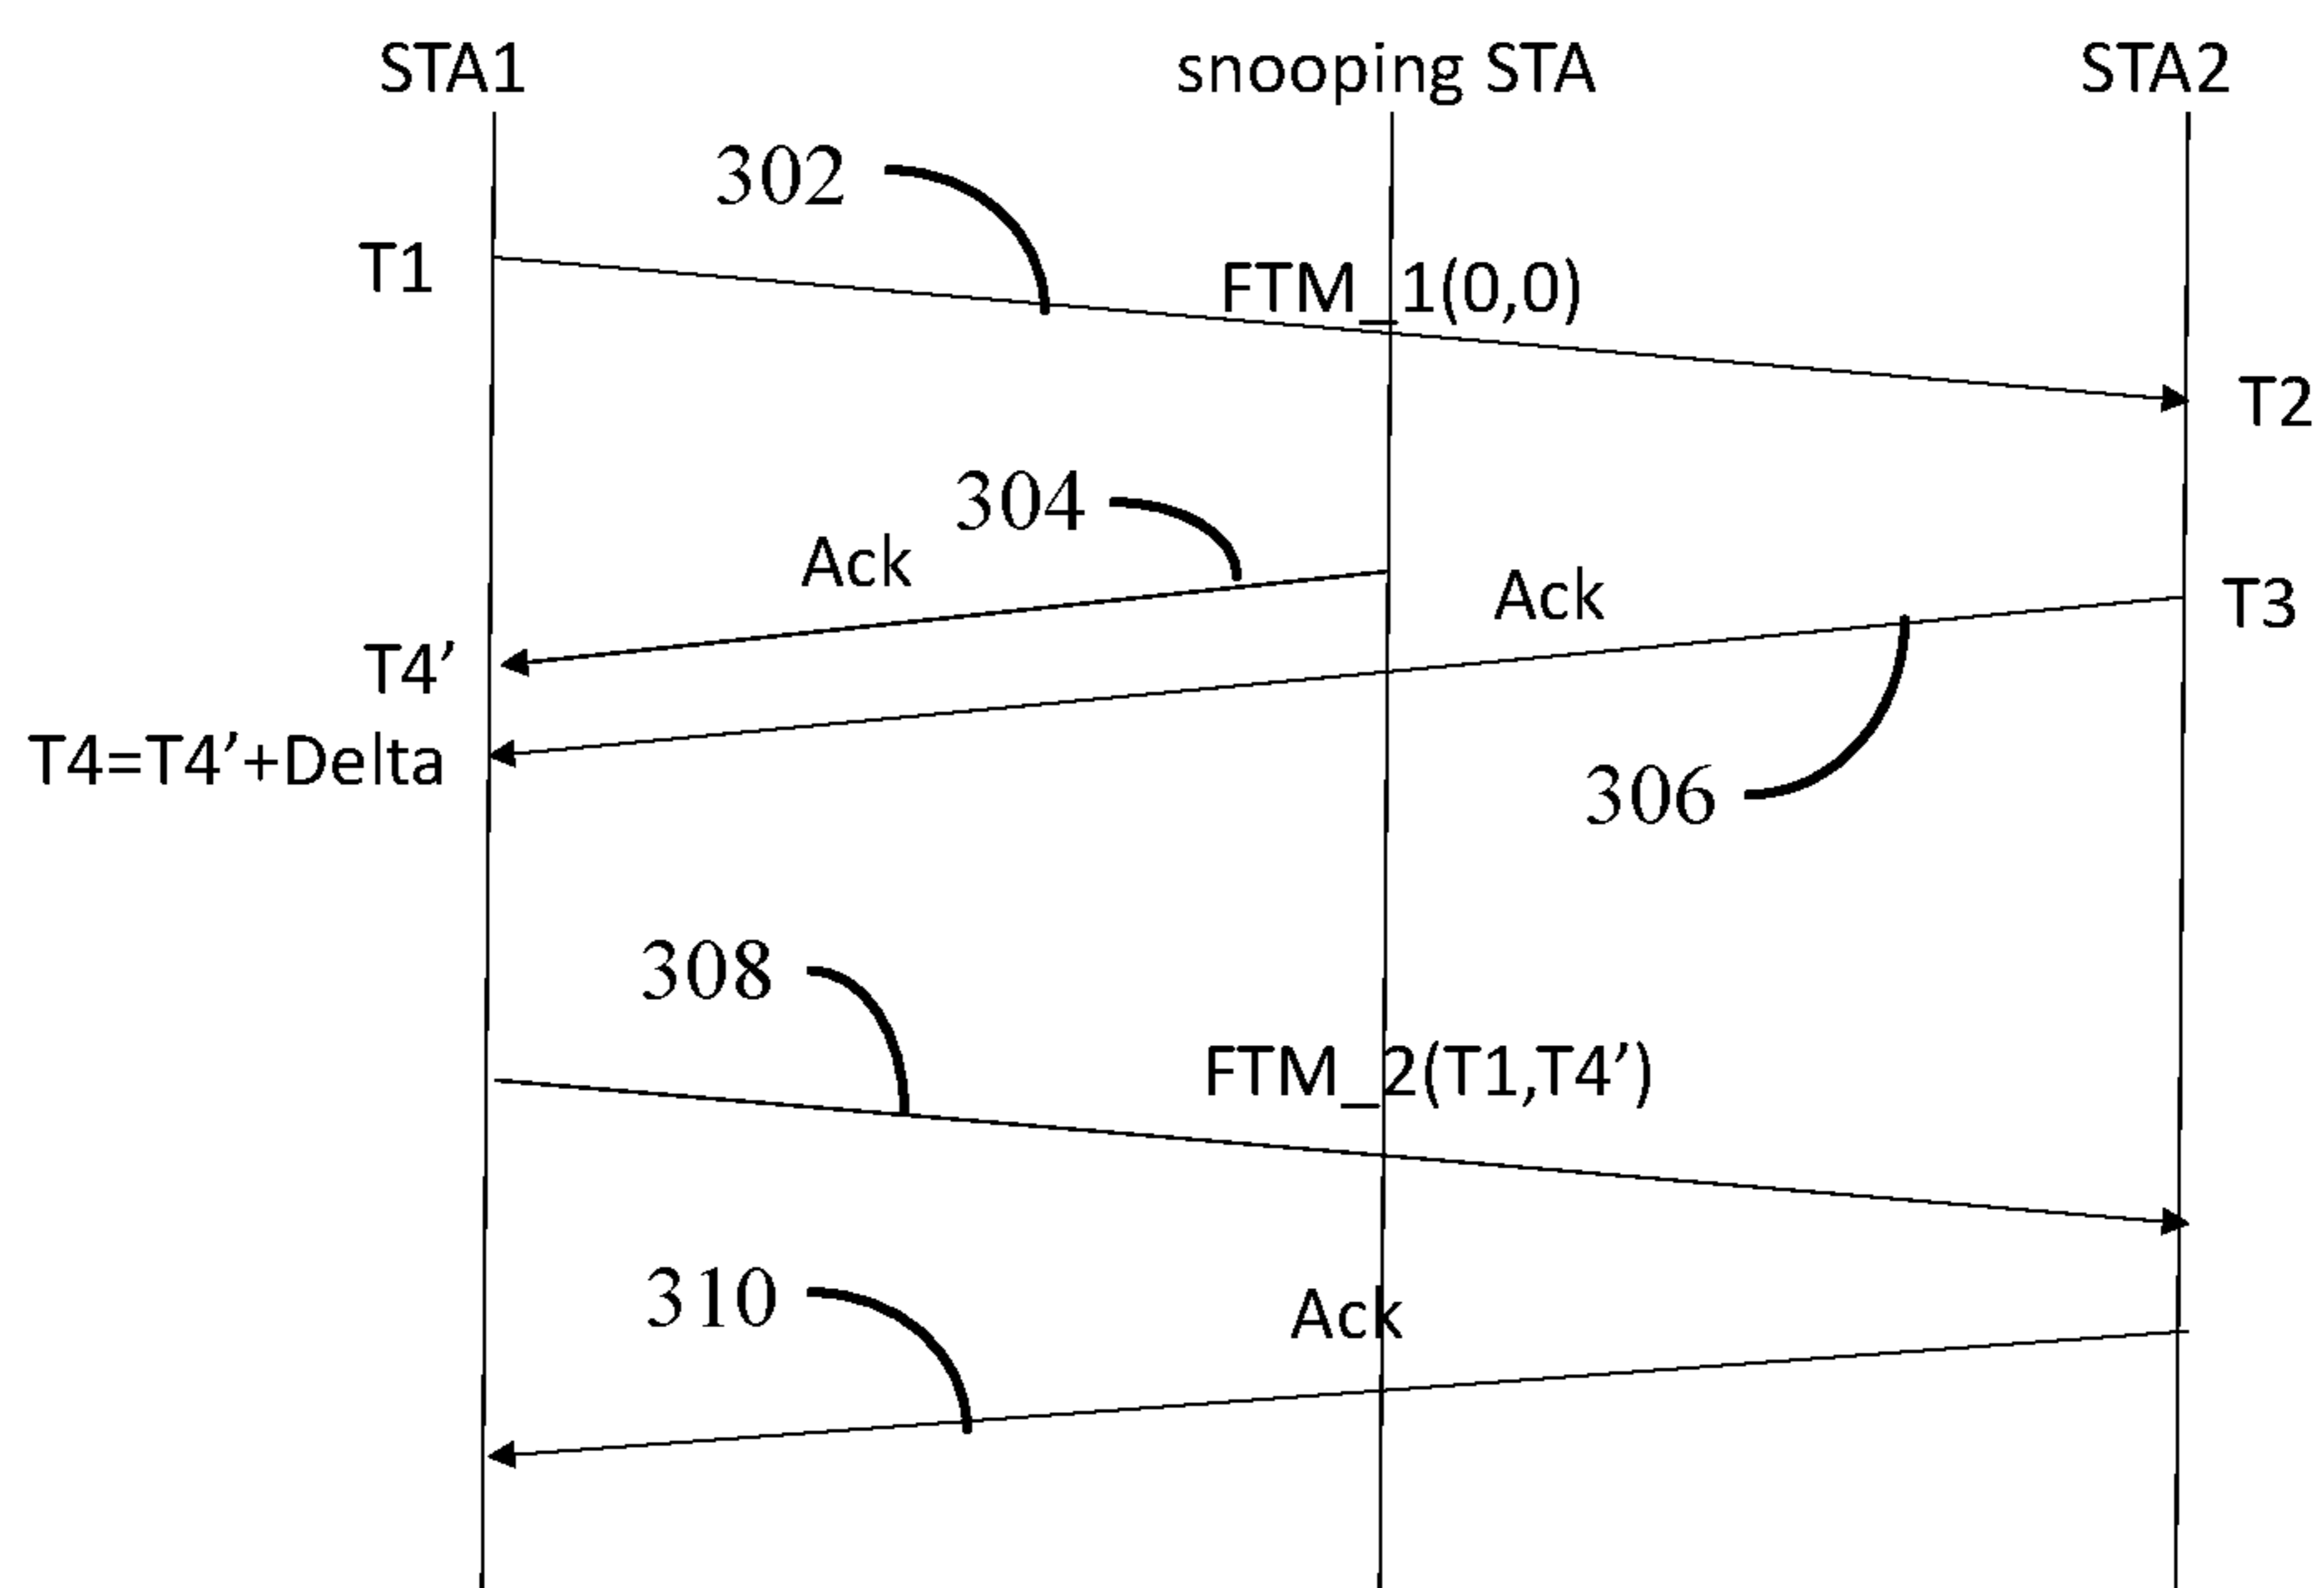 STA1 snooping STA STA2
302
T1 FTM_1(0,0)
T2
304
Ack Ack T3
T4’
T4=T4’+Delta
306
308
FTM_2(T1,T4’)
310
Ack